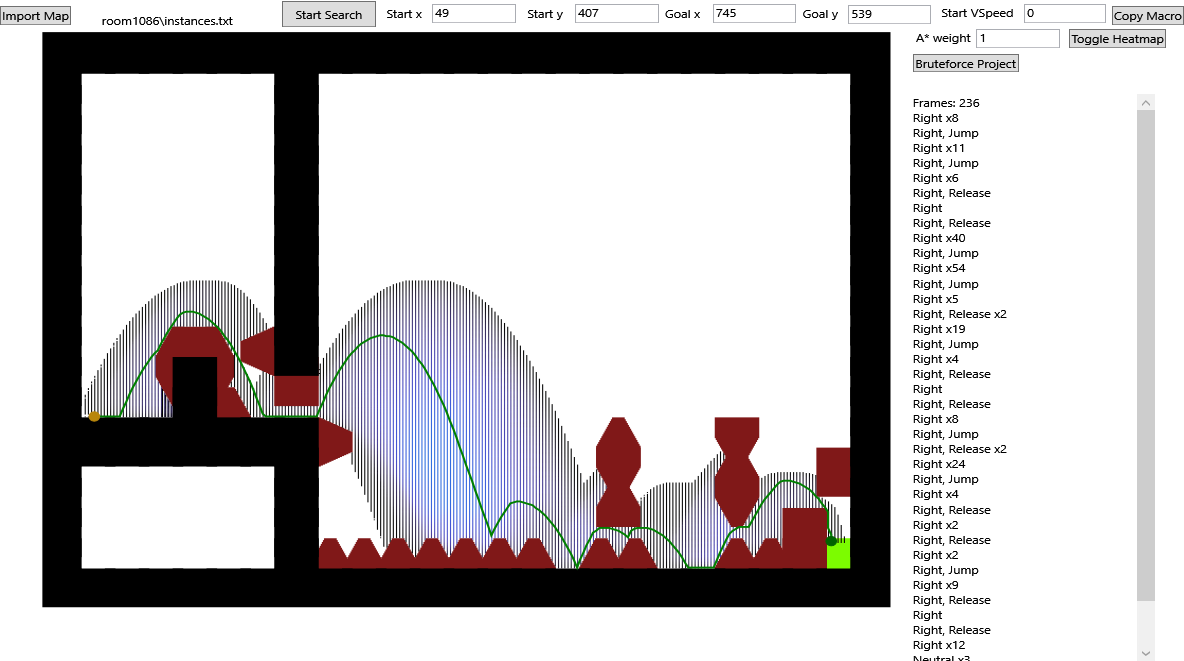 Import Map
room1086\instances.txt
Start Search
Start x 49
Start y 407
Goal x 745
Goal y 539
Start VSpeed 0
Copy Macro
A* weight 1
Toggle Heatmap
Bruteforce Project
Frames: 236
Right x8
Right, Jump
Right x11
Right, Jump
Right x6
Right, Release
Right
Right, Release
Right x40
Right, Jump
Right x54
Right, Jump
Right x5
Right, Release x2
Right x19
Right, Jump
Right x4
Right, Release
Right
Right, Release
Right x8
Right, Jump
Right, Release x2
Right x24
Right, Jump
Right x4
Right, Release
Right x2
Right, Release
Right x2
Right, Jump
Right x9
Right, Release
Right
Right, Release
Right x12
Neutral x3